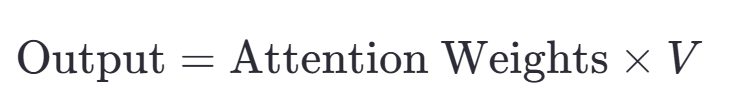 Output = Attention Weights × V